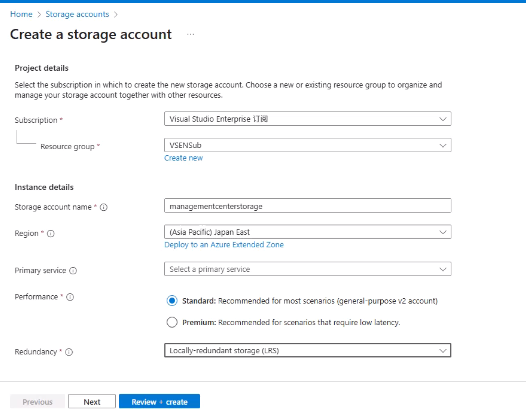 Home > Storage accounts >
Create a storage account ...
Project details
Select the subscription in which to create the new storage account. Choose a new or existing resource group to organize and
manage your storage account together with other resources.
Subscription *
Visual Studio Enterprise 订阅
Resource group *
VSENSub
Create new
Instance details
Storage account name *
managementcenterstorage
Region *
(Asia Pacific) Japan East
Deploy to an Azure Extended Zone
Primary service
Select a primary service
Performance *
Standard: Recommended for most scenarios (general-purpose v2 account)
Premium: Recommended for scenarios that require low latency.
Redundancy *
Locally-redundant storage (LRS)
Previous
Next
Review + create